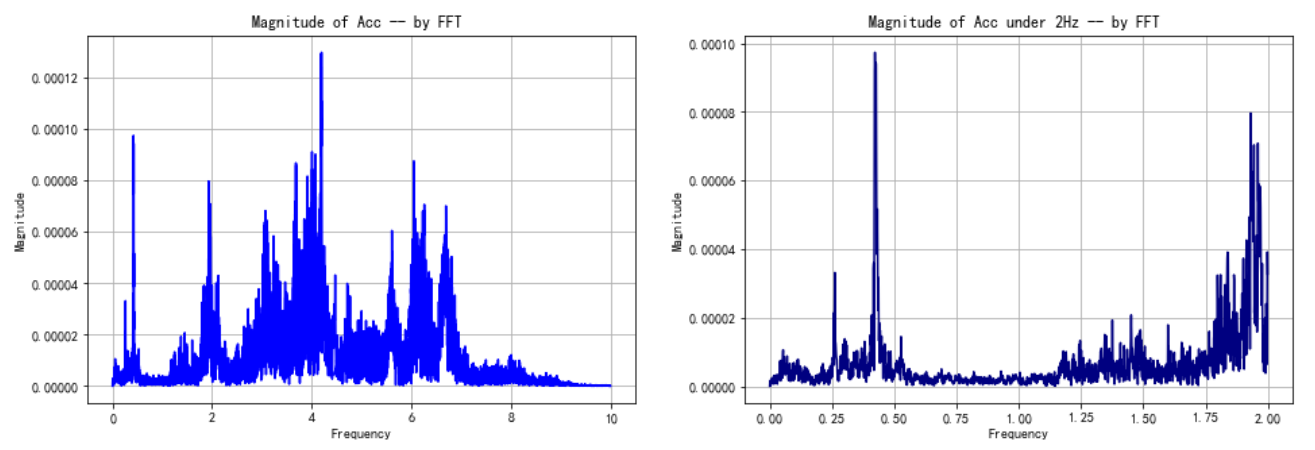 Magnitude of Acc -- by FFT
Magnitude
0.00012
0.00010
0.00008
0.00006
0.00004
0.00002
0.00000
0 2 4 6 8 10
Frequency
Magnitude of Acc under 2Hz -- by FFT
Magnitude
0.00010
0.00008
0.00006
0.00004
0.00002
0.00000
0.00 0.25 0.50 0.75 1.00 1.25 1.50 1.75 2.00
Frequency